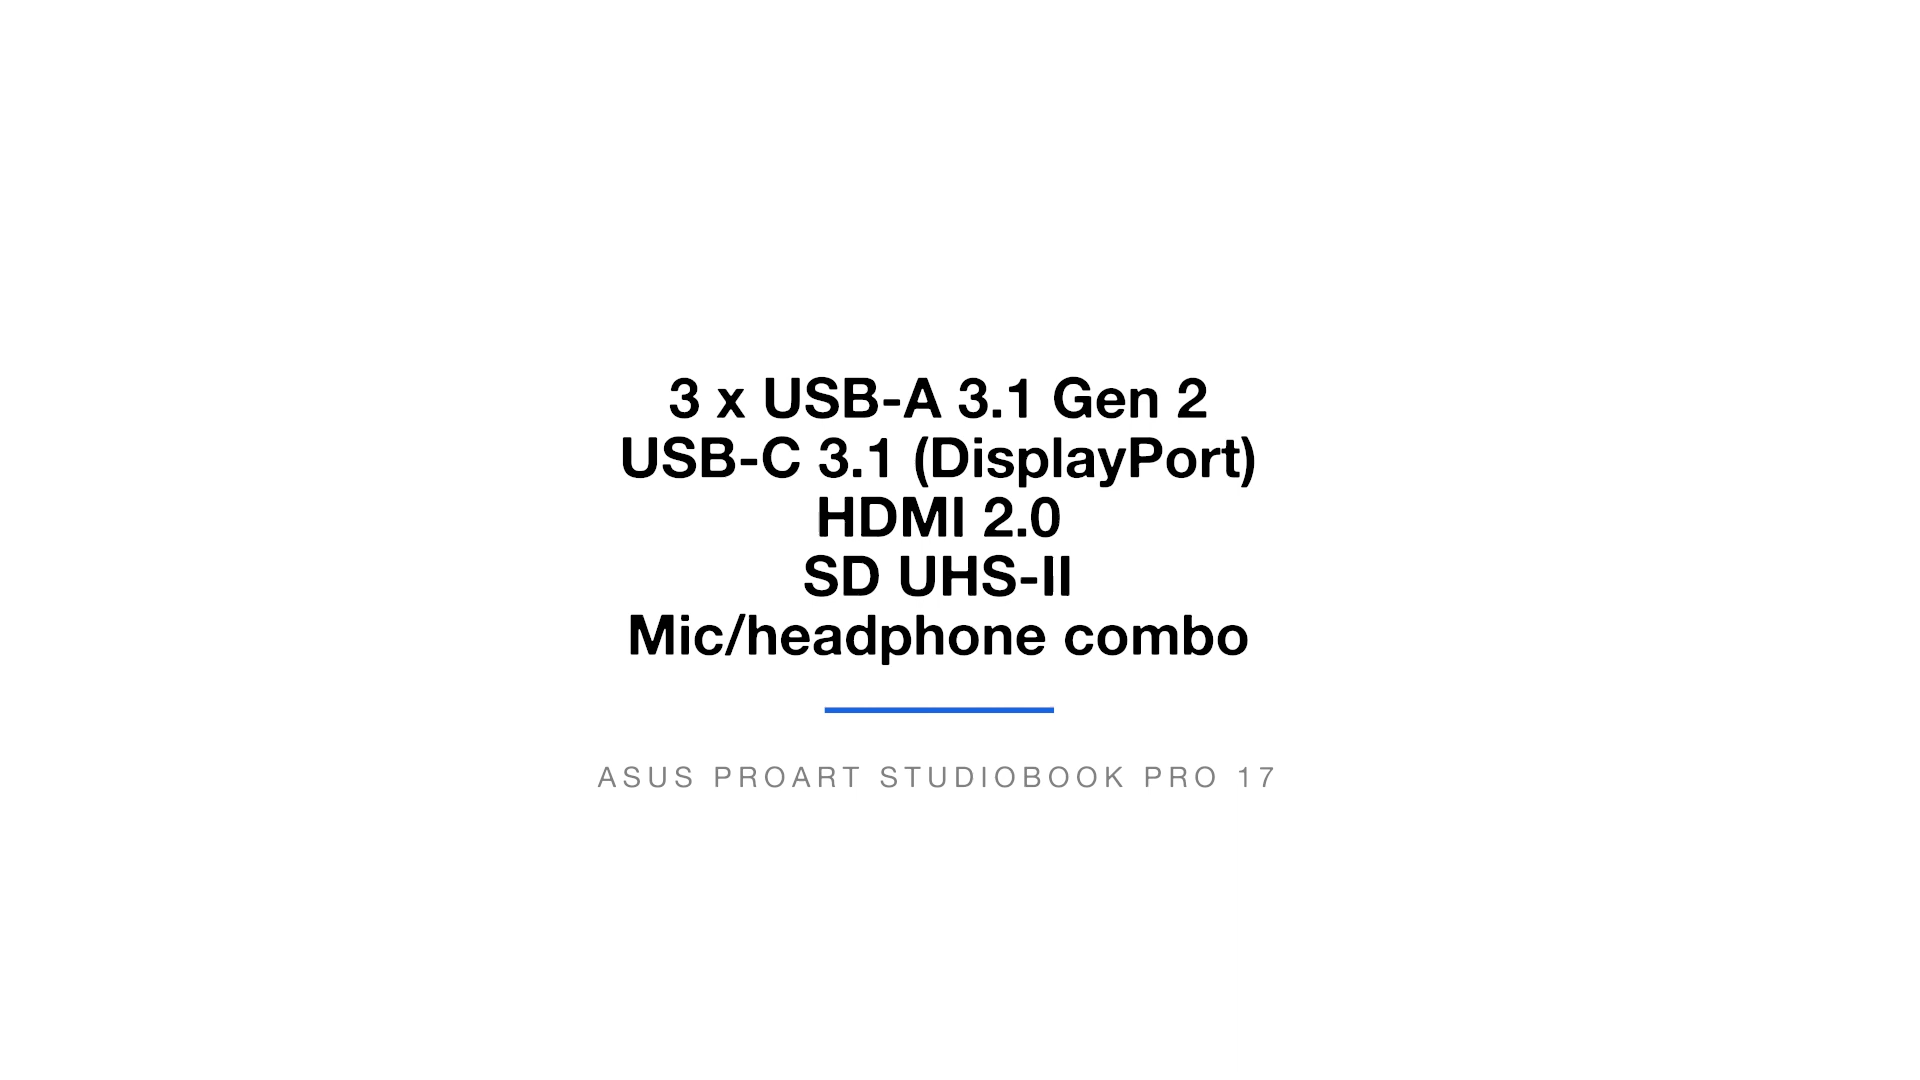 3 x USB-A 3.1 Gen 2
USB-C 3.1 (DisplayPort)
HDMI 2.0
SD UHS-II
Mic/headphone combo
ASUS PROART STUDIOBOOK PRO 17